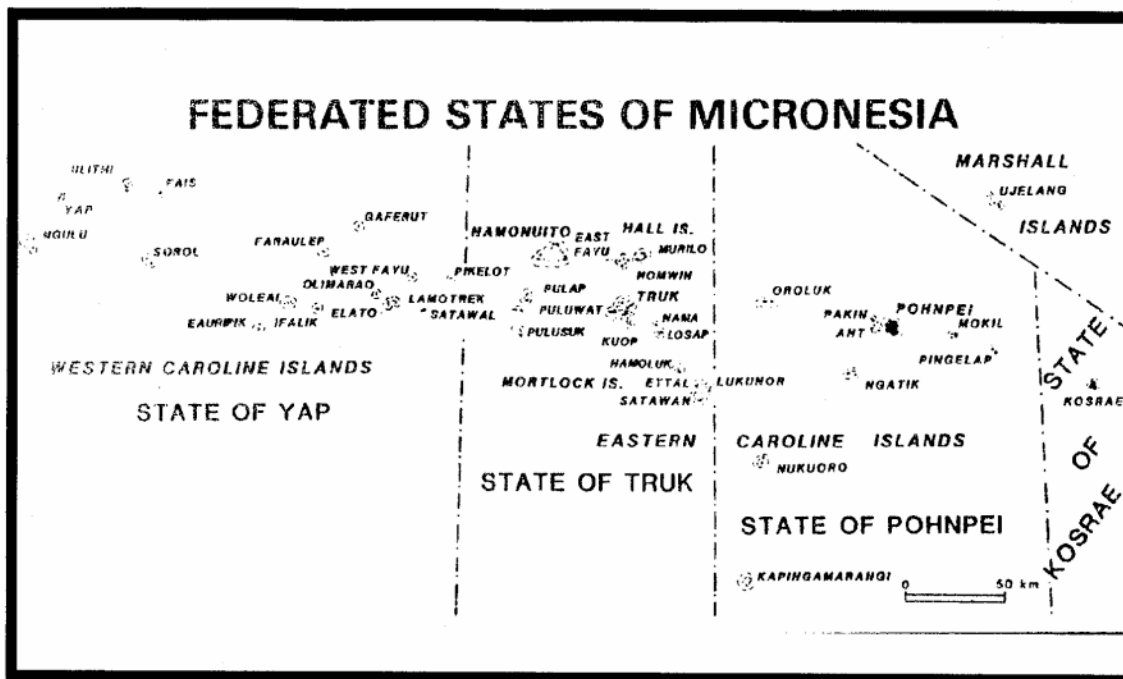 FEDERATED STATES OF MICRONESIA
ULITHI
FAIS
YAP
NGULU
SOROL
GAFERUT
FARAULEP
WEST FAYU
PIKELOT
OLIMARAO
WOLEAI
LAMOTREK
ELATO
SATAWAL
EAURIPIK
IFALIK
WESTERN CAROLINE ISLANDS
STATE OF YAP
HAMONUITO
EAST
FAYU
HALL IS.
MURILO
NOMWIN
PULAP
TRUK
PULUWAT
NAMA
PULUSUK
LOSAP
KUOP
HAMOLUK
MORTLOCK IS.
ETTAL
LUKUNOR
SATAWAN
EASTERN CAROLINE ISLANDS
STATE OF TRUK
OROLUK
PAKIN
POHNPEI
ANT
MOKIL
PINGELAP
NGATIK
NUKUORO
STATE OF POHNPEI
KAPINGAMARANGI
0 50 km
MARSHALL
UJELANG
ISLANDS
KOSRAE
STATE OF KOSRAE